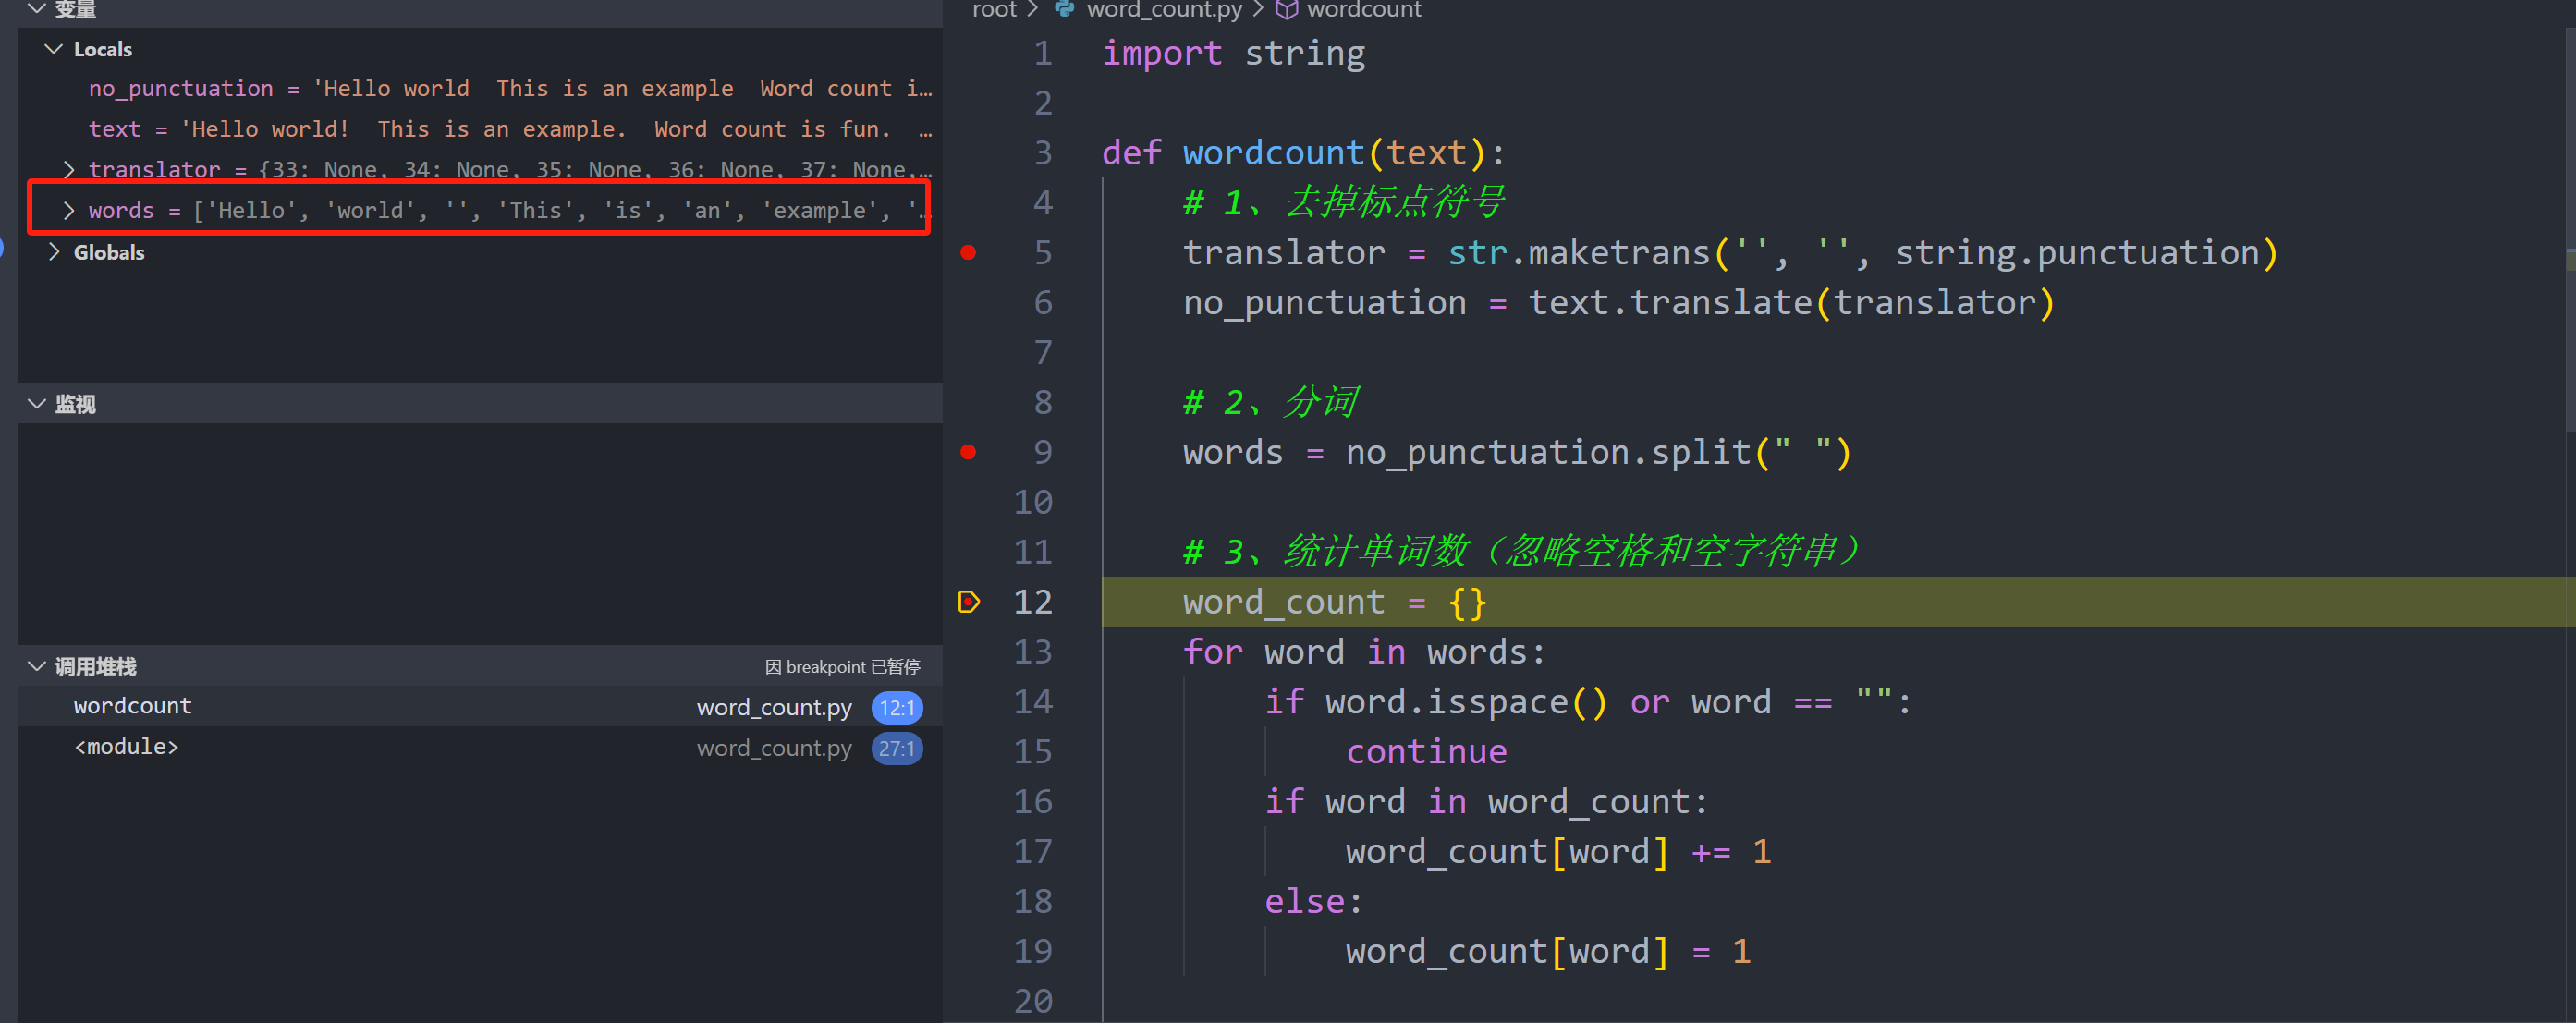 变量
Locals
no_punctuation = 'Hello world  This is an example  Word count i…
text = 'Hello world!  This is an example.  Word count is fun.  …
translator = {33: None, 34: None, 35: None, 36: None, 37: None,…
words = ['Hello', 'world', '', 'This', 'is', 'an', 'example', '…
Globals
监视
调用堆栈 因 breakpoint 已暂停
wordcount word_count.py 12:1
<module> word_count.py 27:1
root > word_count.py > wordcount
1 import string
2
3 def wordcount(text):
4     # 1、去掉标点符号
5     translator = str.maketrans('', '', string.punctuation)
6     no_punctuation = text.translate(translator)
7
8     # 2、分词
9     words = no_punctuation.split(" ")
10
11     # 3、统计单词数（忽略空格和空字符串）
12     word_count = {}
13     for word in words:
14         if word.isspace() or word == "":
15             continue
16         if word in word_count:
17             word_count[word] += 1
18         else:
19             word_count[word] = 1
20